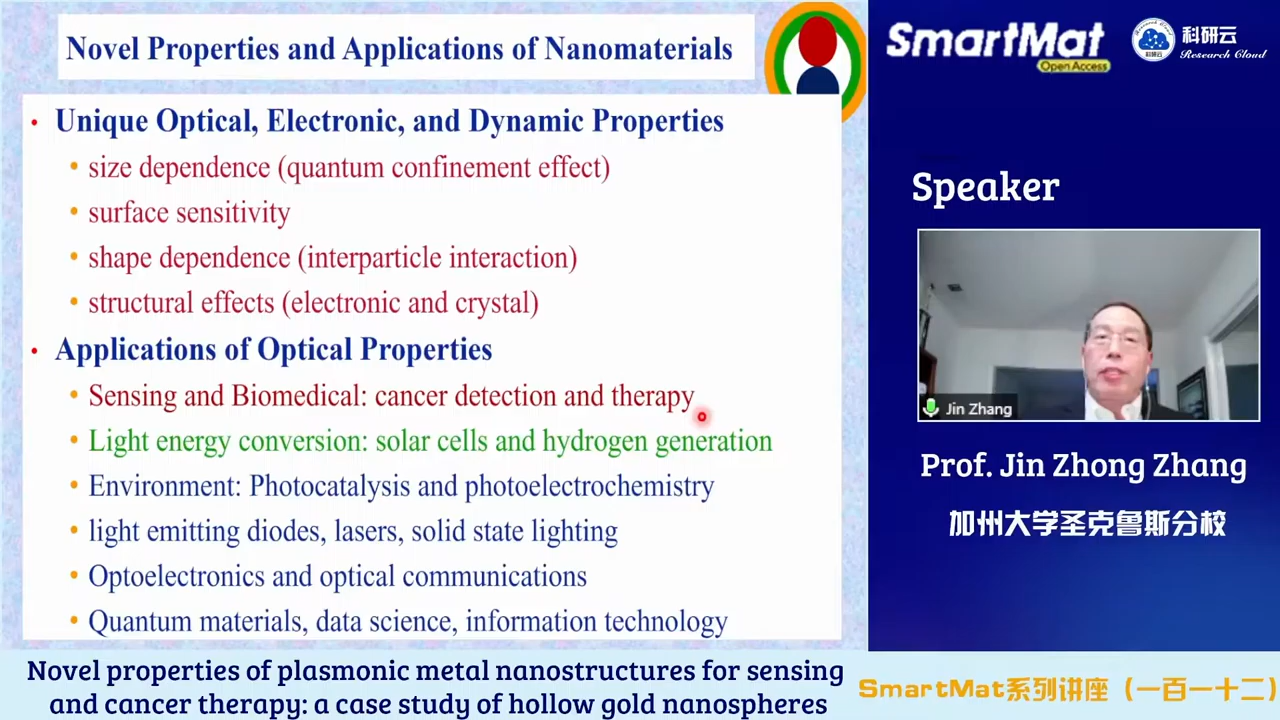 Novel Properties and Applications of Nanomaterials
Unique Optical, Electronic, and Dynamic Properties
size dependence (quantum confinement effect)
surface sensitivity
shape dependence (interparticle interaction)
structural effects (electronic and crystal)
Applications of Optical Properties
Sensing and Biomedical: cancer detection and therapy
Light energy conversion: solar cells and hydrogen generation
Environment: Photocatalysis and photoelectrochemistry
light emitting diodes, lasers, solid state lighting
Optoelectronics and optical communications
Quantum materials, data science, information technology
Novel properties of plasmonic metal nanostructures for sensing
and cancer therapy: a case study of hollow gold nanospheres
SmartMat
Open Access
科研云
Research Cloud
科研云
Speaker
Jin Zhang
Prof. Jin Zhong Zhang
加州大学圣克鲁斯分校
SmartMat系列讲座（一百一十二）